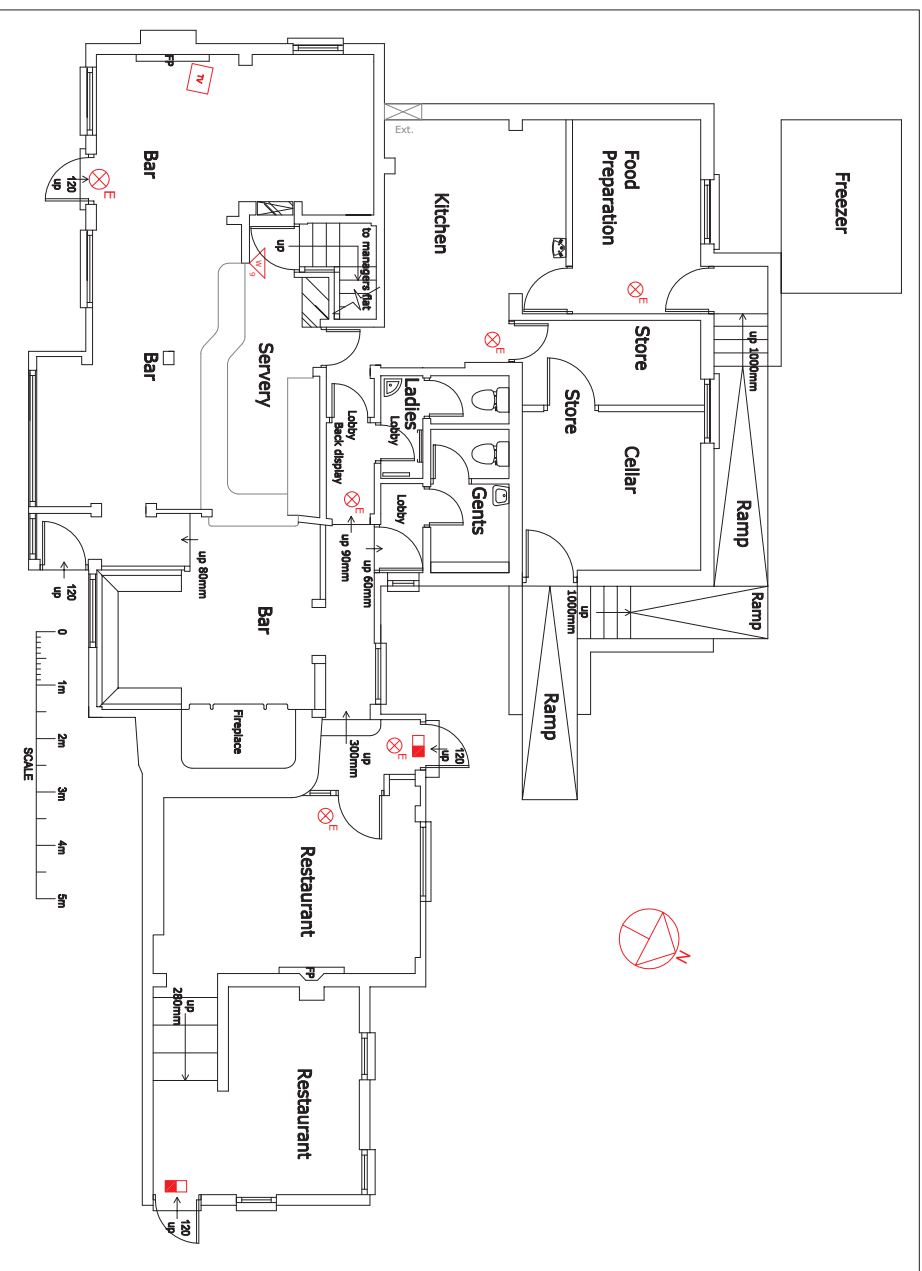 Freezer
Food
Preparation
E
up 1000mm
Ext.
Kitchen
E
Store
Store
Cellar
Ramp
Ramp
up
1000mm
Ramp
FP
TV
Bar
E
120
up
to managers flat
up
W
9
Servery
Bar
Ladies
Lobby
Lobby
Back display
E
Gents
Lobby
up 90mm
up 60mm
up 80mm
120
up
Bar
Fireplace
up
300mm
E
120
up
E
Restaurant
FP
up
280mm
Restaurant
120
up
N
0
1m
2m
3m
4m
5m
SCALE